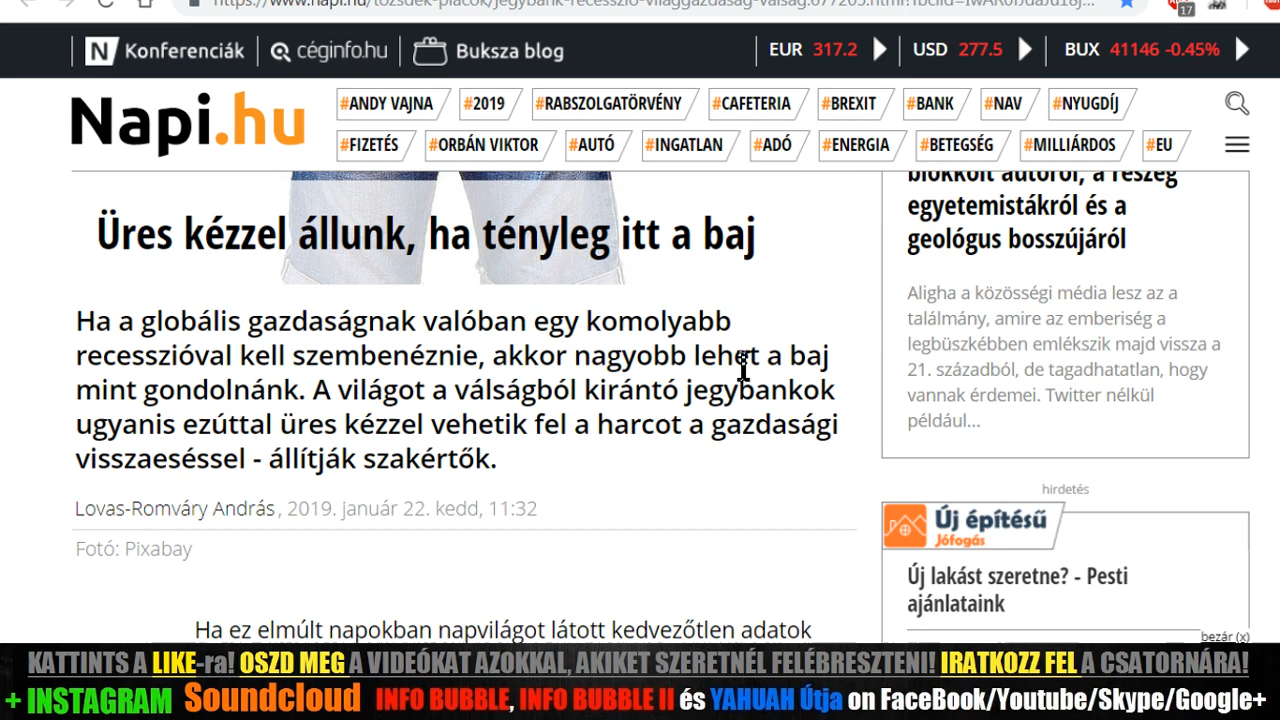 N Konferenciák céginfo.hu Buksza blog EUR 317.2 USD 277.5 BUX 41146 -0.45%
17
Napi.hu
#ANDY VAJNA #2019 #RABSZOLGATÖRVÉNY #CAFETERIA #BREXIT #BANK #NAV #NYUGDÍJ
#FIZETÉS #ORBÁN VIKTOR #AUTÓ #INGATLAN #ADÓ #ENERGIA #BETEGSÉG #MILLIÁRDOS #EU
Üres kézzel állunk, ha tényleg itt a baj
Ha a globális gazdaságnak valóban egy komolyabb
recesszióval kell szembenéznie, akkor nagyobb lehet a baj
mint gondolnánk. A világot a válságból kirántó jegybankok
ugyanis ezúttal üres kézzel vehetik fel a harcot a gazdasági
visszaeséssel - állítják szakértők.
Lovas-Romváry András, 2019. január 22. kedd, 11:32
Fotó: Pixabay
Ha ez elmúlt napokban napvilágot látott kedvezőtlen adatok
blokkolt autóról, a részeg
egyetemistákról és a
geológus bosszújáról
Aligha a közösségi média lesz az a
találmány, amire az emberiség a
legbüszkébben emlékszik majd vissza a
21. századból, de tagadhatatlan, hogy
vannak érdemei. Twitter nélkül
például...
hirdetés
Új építésű
Jófogás
Új lakást szeretne? - Pesti
ajánlataink
bezár (x)
KATTINTS A LIKE-ra! OSZD MEG A VIDEÓKAT AZOKKAL, AKIKET SZERETNÉL FELÉBRESZTENI! IRATKOZZ FEL A CSATORNÁRA!
+ INSTAGRAM Soundcloud INFO BUBBLE, INFO BUBBLE II és YAHUAH Útja on FaceBook/Youtube/Skype/Google+